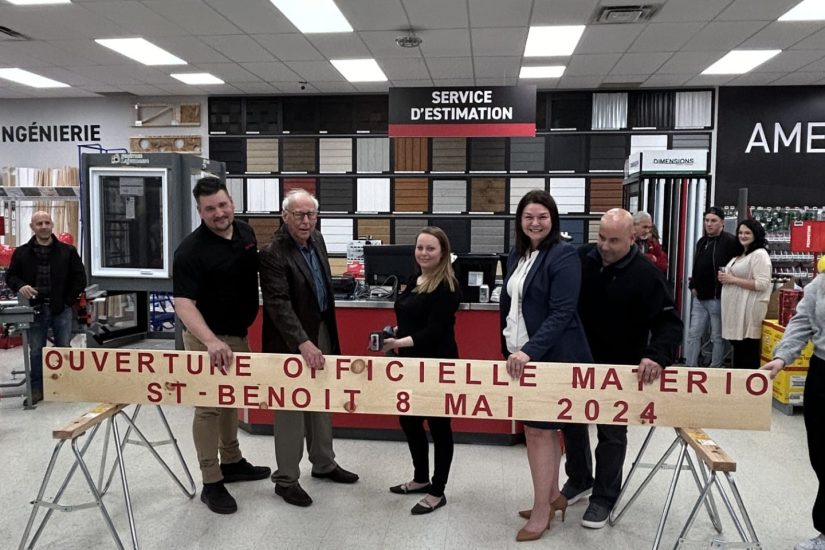 INGÉNIERIE
SERVICE
D'ESTIMATION
DIMENSIONS
AME
OUVERTURE OFFICIELLE MATERIO
ST-BENOIT 8 MAI 2024